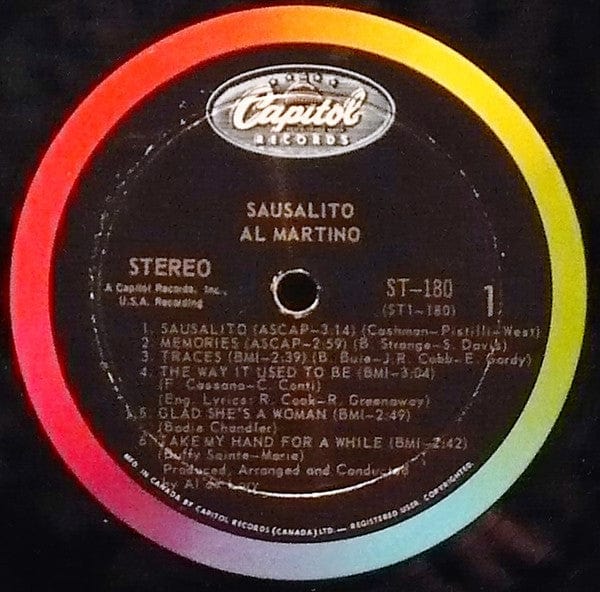 Capitol
RECORDS
SAUSALITO
AL MARTINO
STEREO
A Capitol Records, Inc.,
U.S.A. Recording
ST-180
(ST1-180)
1
1. SAUSALITO (ASCAP-3:14) (Cashman-Pistilli-West)
2. MEMORIES (ASCAP-2:59) (B. Strange-S. Davis)
3. TRACES (BMI-2:39) (B. Buie-J.R. Cobb-E. Gordy)
4. THE WAY IT USED TO BE (BMI-3:04)
(F. Cassano-C. Conti)
(Eng. Lyrics: R. Cook-R. Greenaway)
5. GLAD SHE'S A WOMAN (BMI-2:49)
(Bodie Chandler)
6. TAKE MY HAND FOR A WHILE (BMI-2:42)
(Buffy Sainte-Marie)
Produced, Arranged and Conducted
by Al De Lory
MFD. IN CANADA BY CAPITOL RECORDS (CANADA) LTD. — REGISTERED USER. COPYRIGHTED.